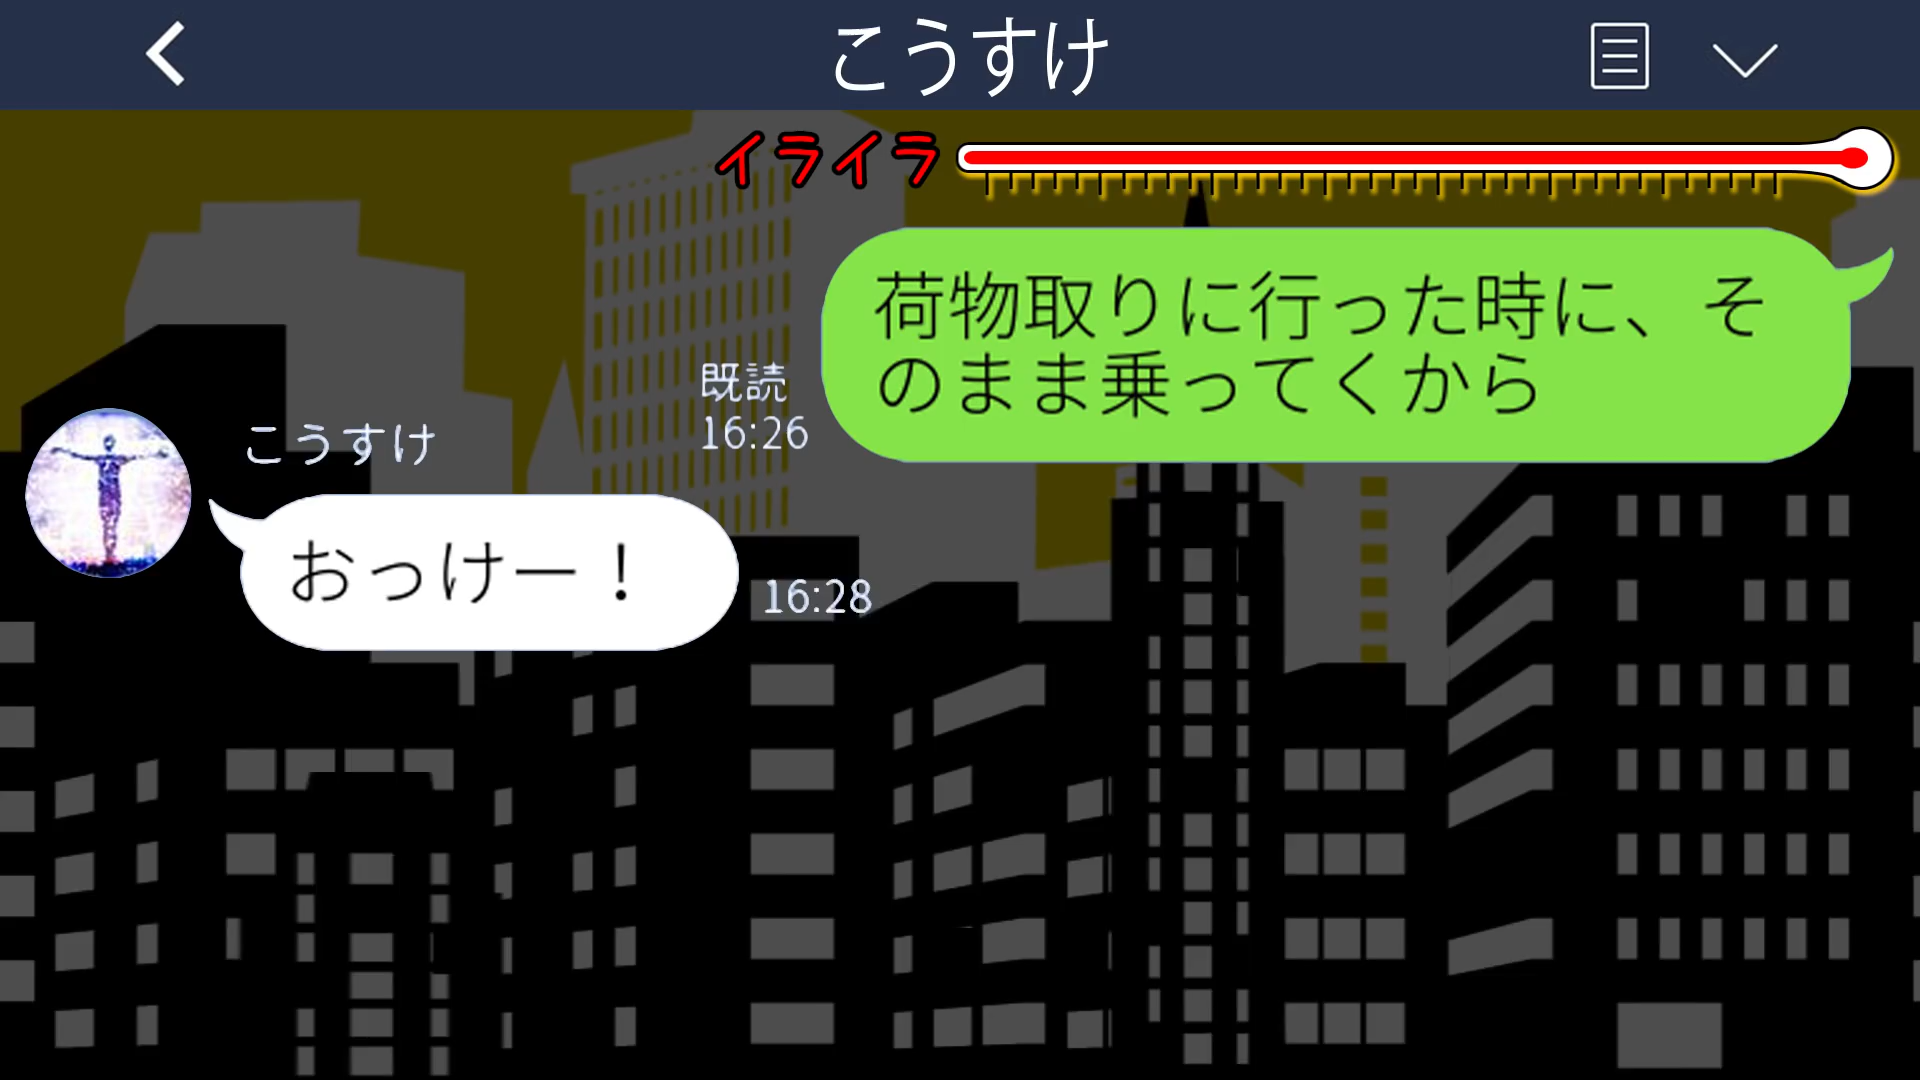 こうすけ
イライラ
荷物取りに行った時に、そ
のまま乗ってくから
既読
16:26
こうすけ
おっけー！
16:28